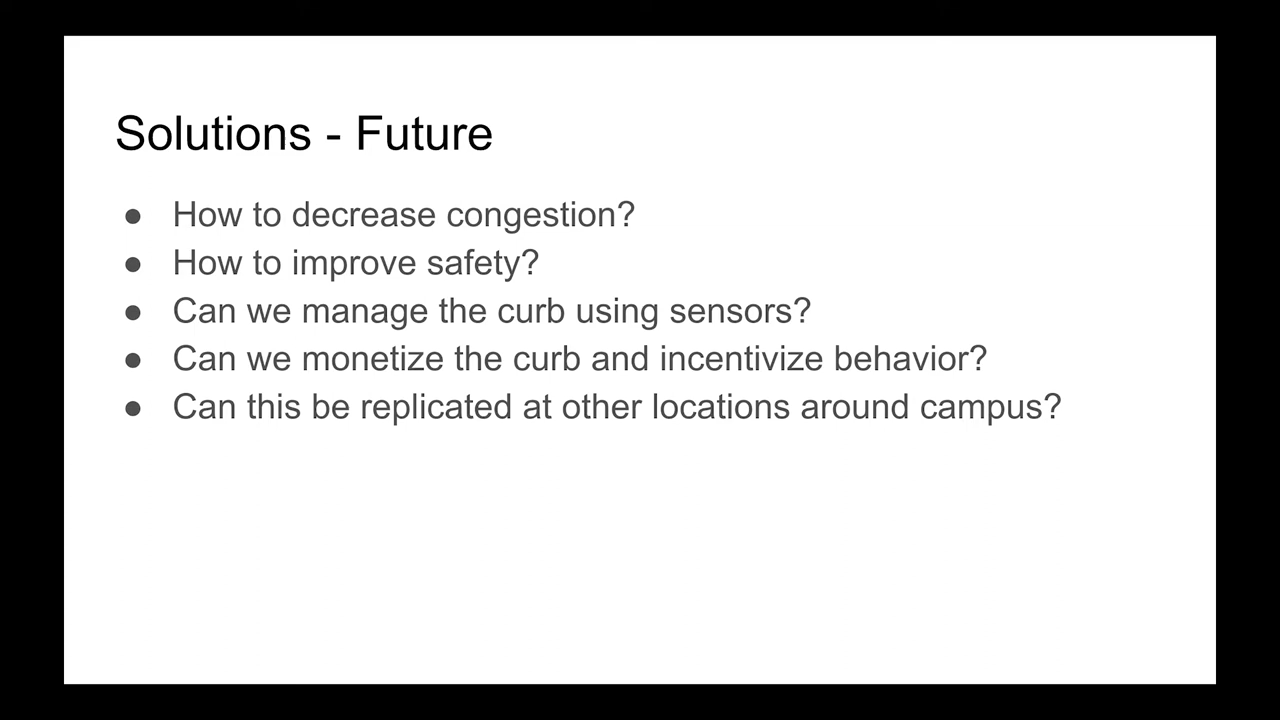 Solutions - Future
● How to decrease congestion?
● How to improve safety?
● Can we manage the curb using sensors?
● Can we monetize the curb and incentivize behavior?
● Can this be replicated at other locations around campus?